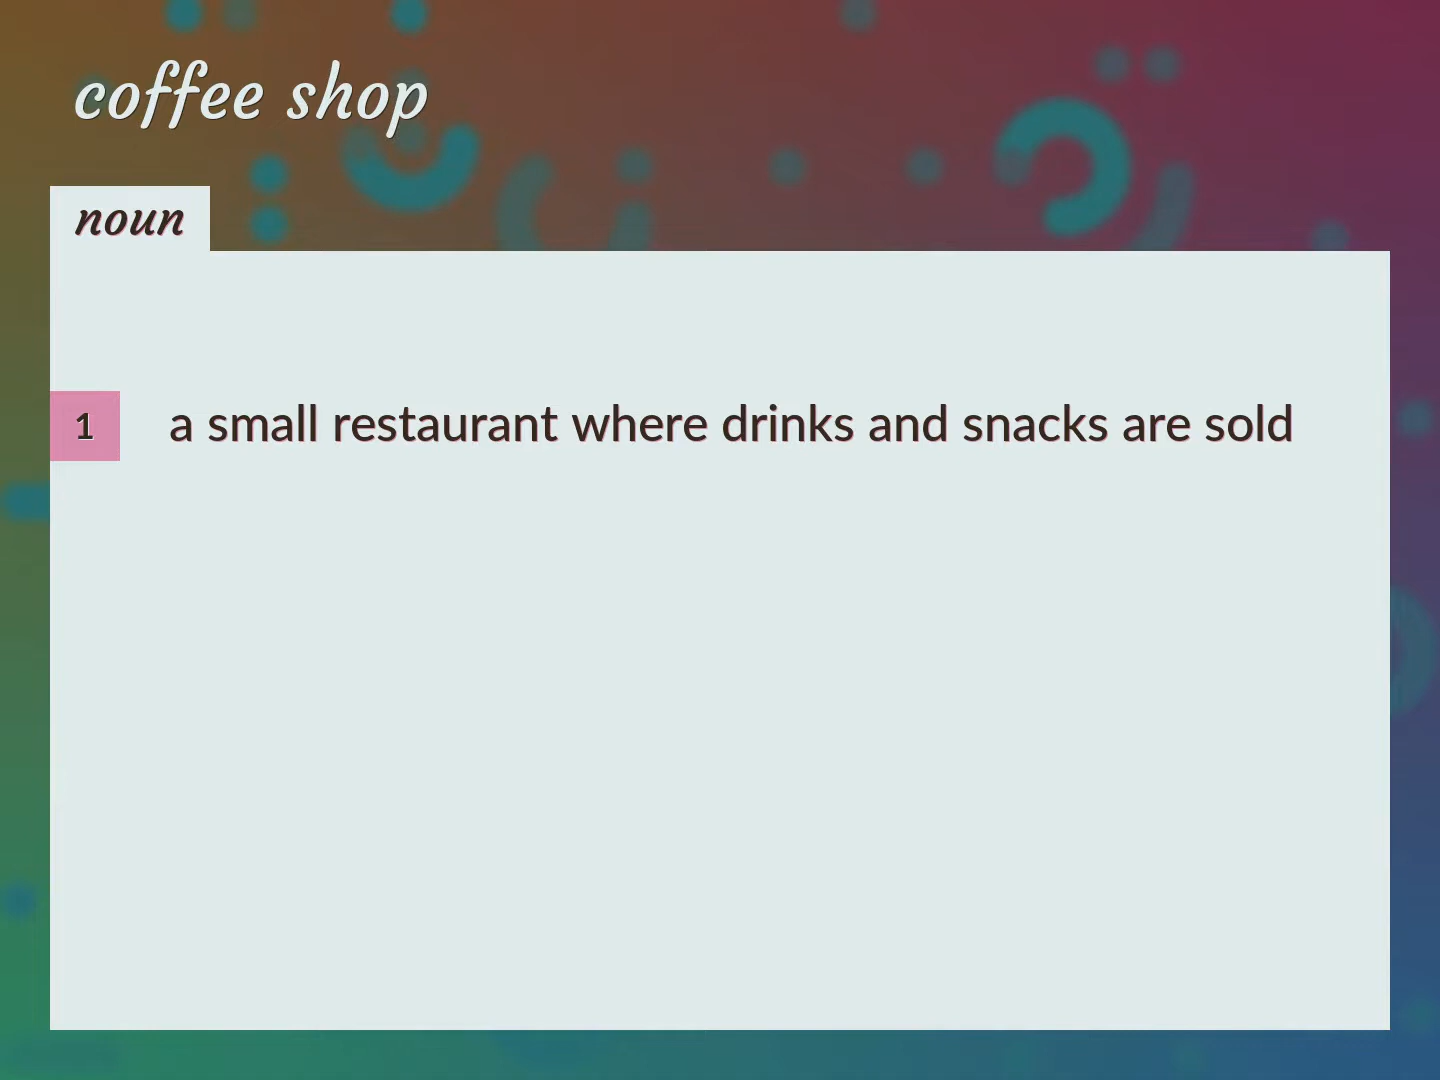 coffee shop
noun
1 a small restaurant where drinks and snacks are sold